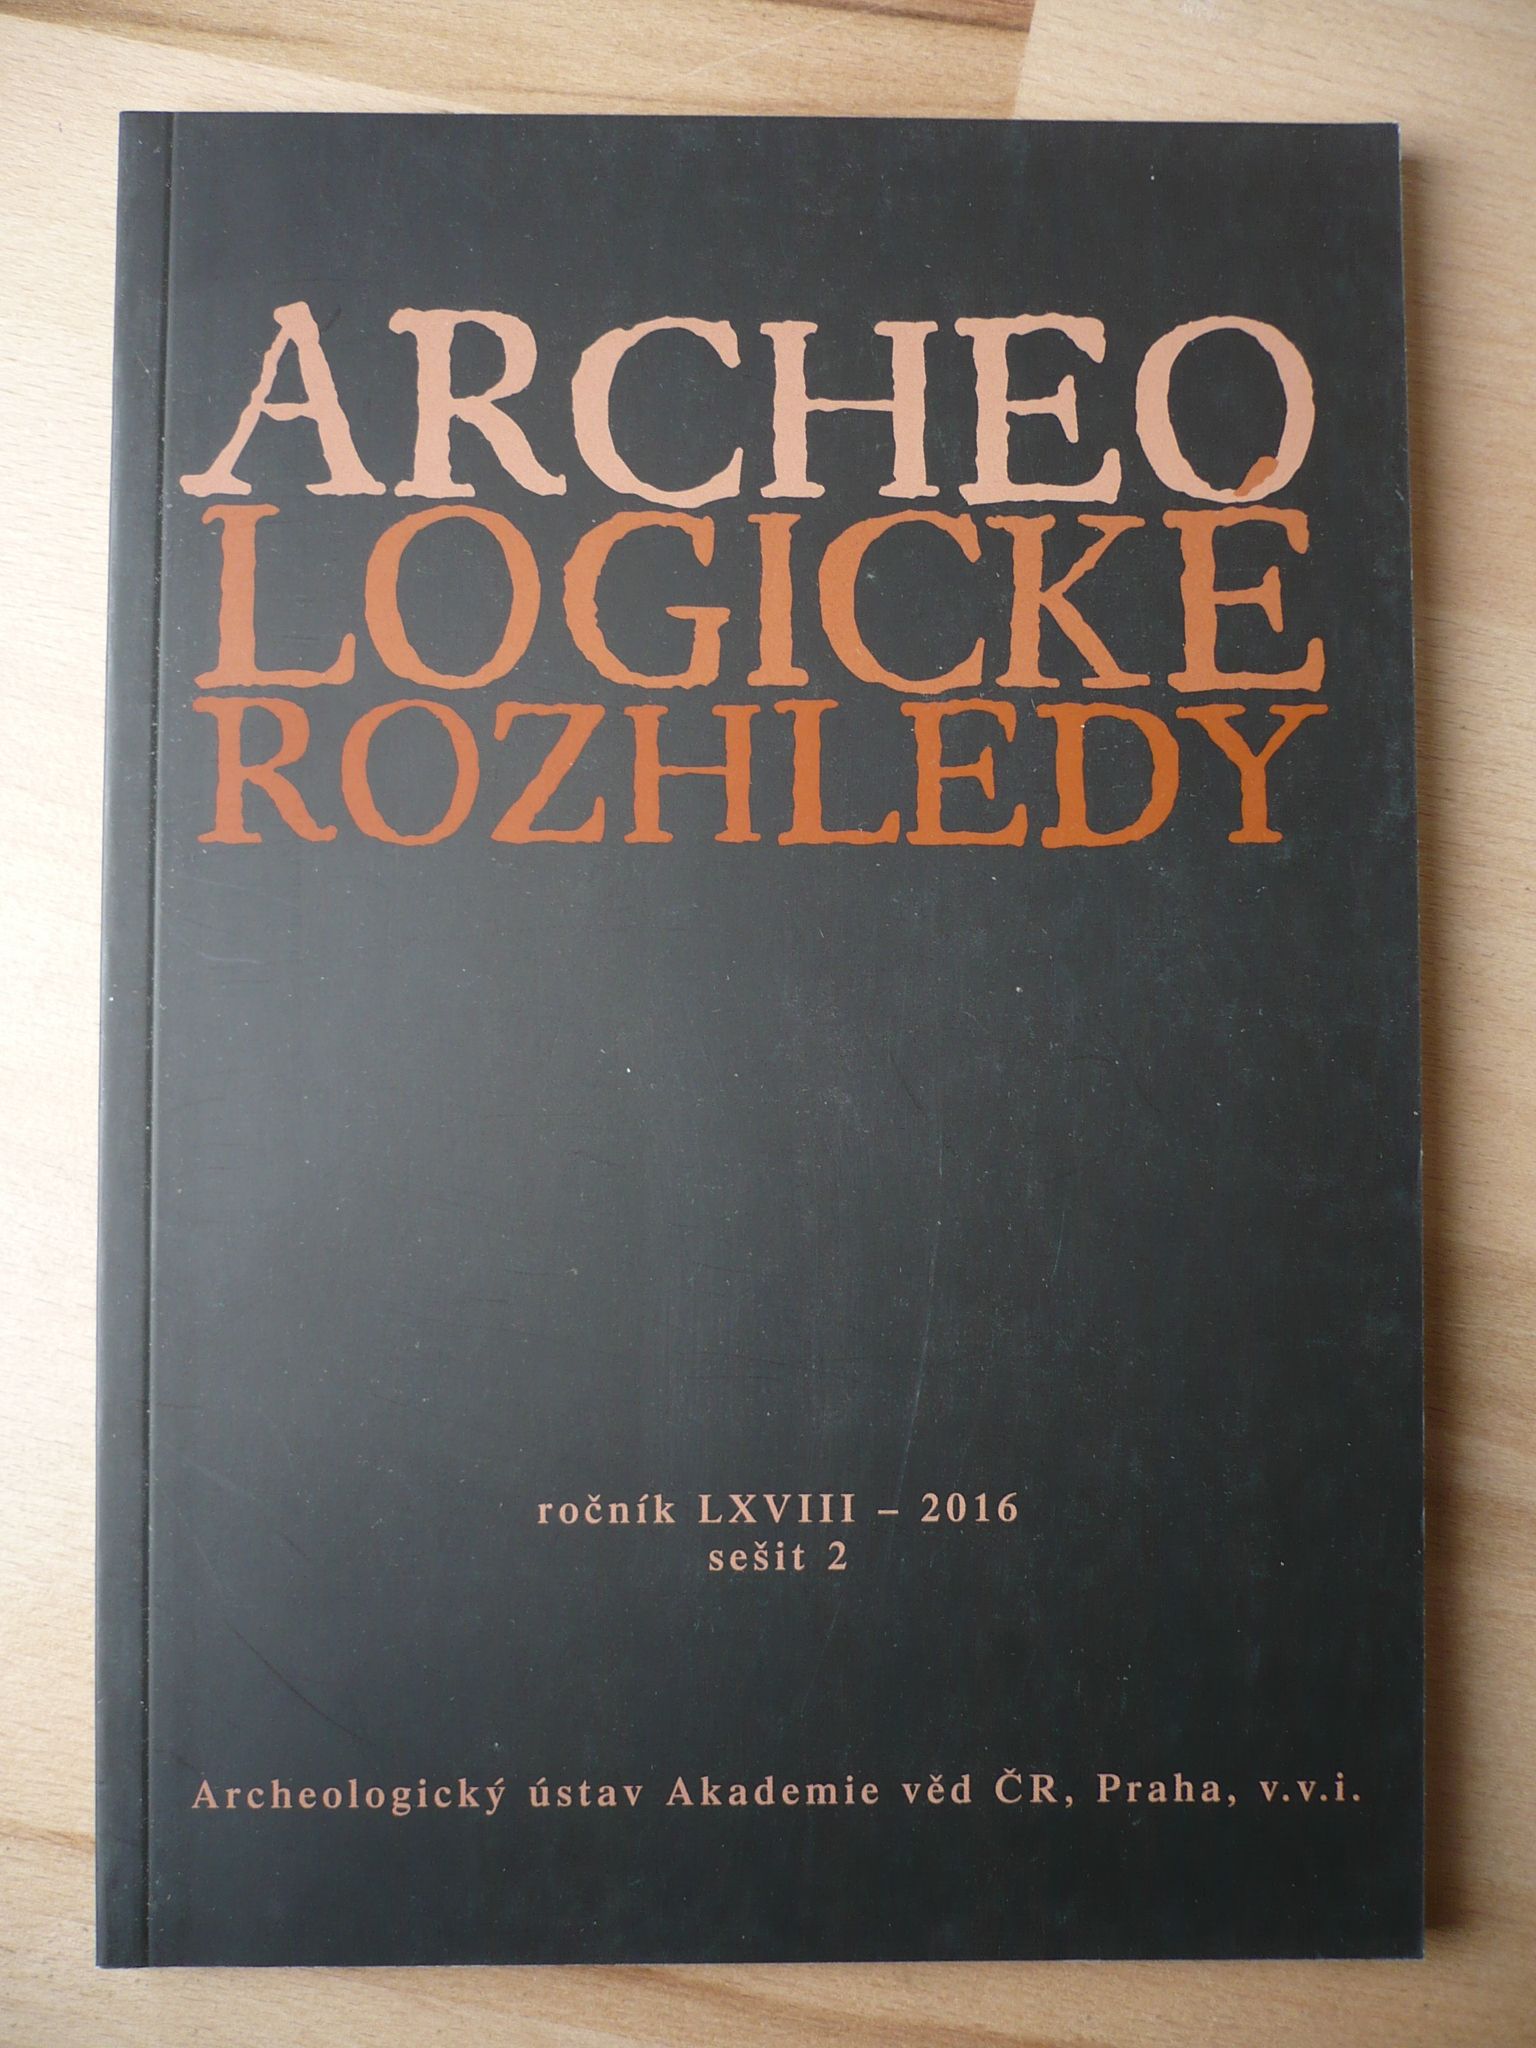 ARCHEO
LOGICKÉ
ROZHLEDY
ročník LXVIII – 2016
sešit 2
Archeologický ústav Akademie věd ČR, Praha, v.v.i.